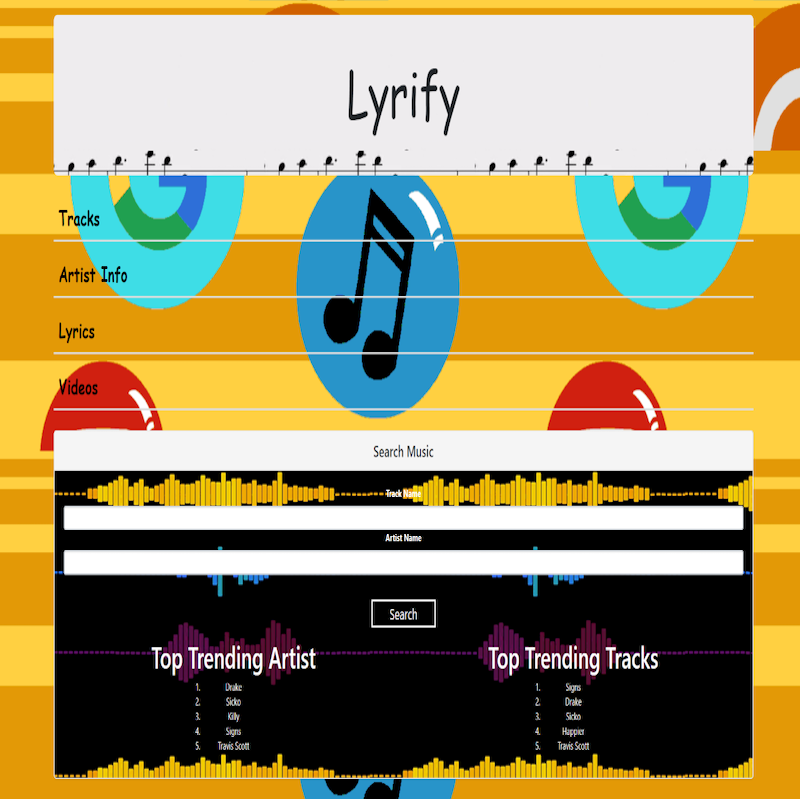 Lyrify
Tracks
Artist Info
Lyrics
Videos
Search Music
Track Name
Artist Name
Search
Top Trending Artist
1. Drake
2. Sicko
3. Killy
4. Signs
5. Travis Scott
Top Trending Tracks
1. Signs
2. Drake
3. Sicko
4. Happier
5. Travis Scott